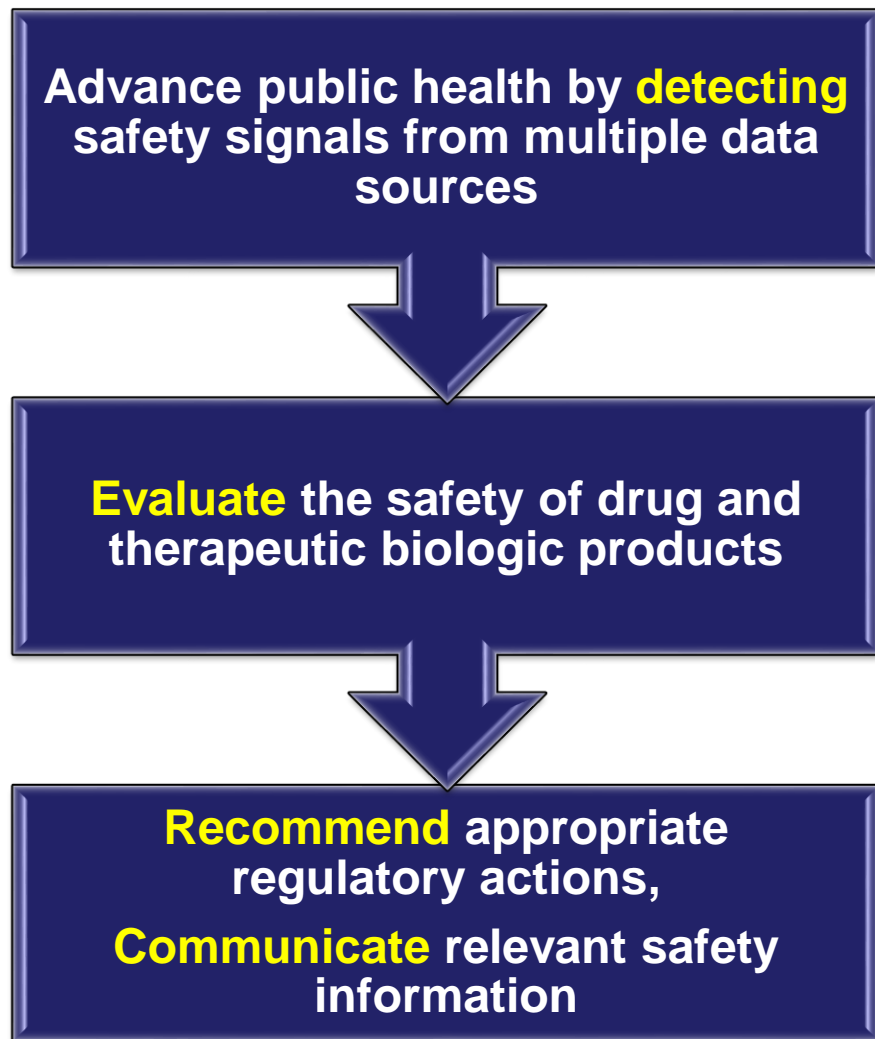 Advance public health by detecting
safety signals from multiple data
sources
Evaluate the safety of drug and
therapeutic biologic products
Recommend appropriate
regulatory actions,
Communicate relevant safety
information